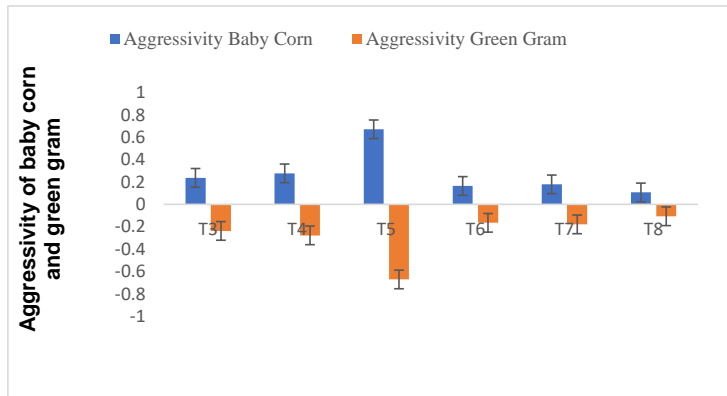 Aggressivity Baby Corn Aggressivity Green Gram
Aggressivity of baby corn
and green gram
1
0.8
0.6
0.4
0.2
0
-0.2
-0.4
-0.6
-0.8
-1
T3 T4 T5 T6 T7 T8